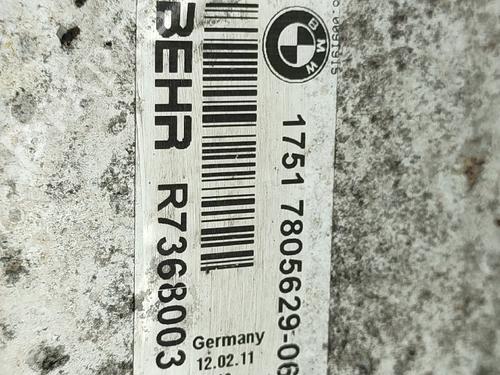 BEHR R7368003
BMW
1751 7805629-06
Germany
12.02.11